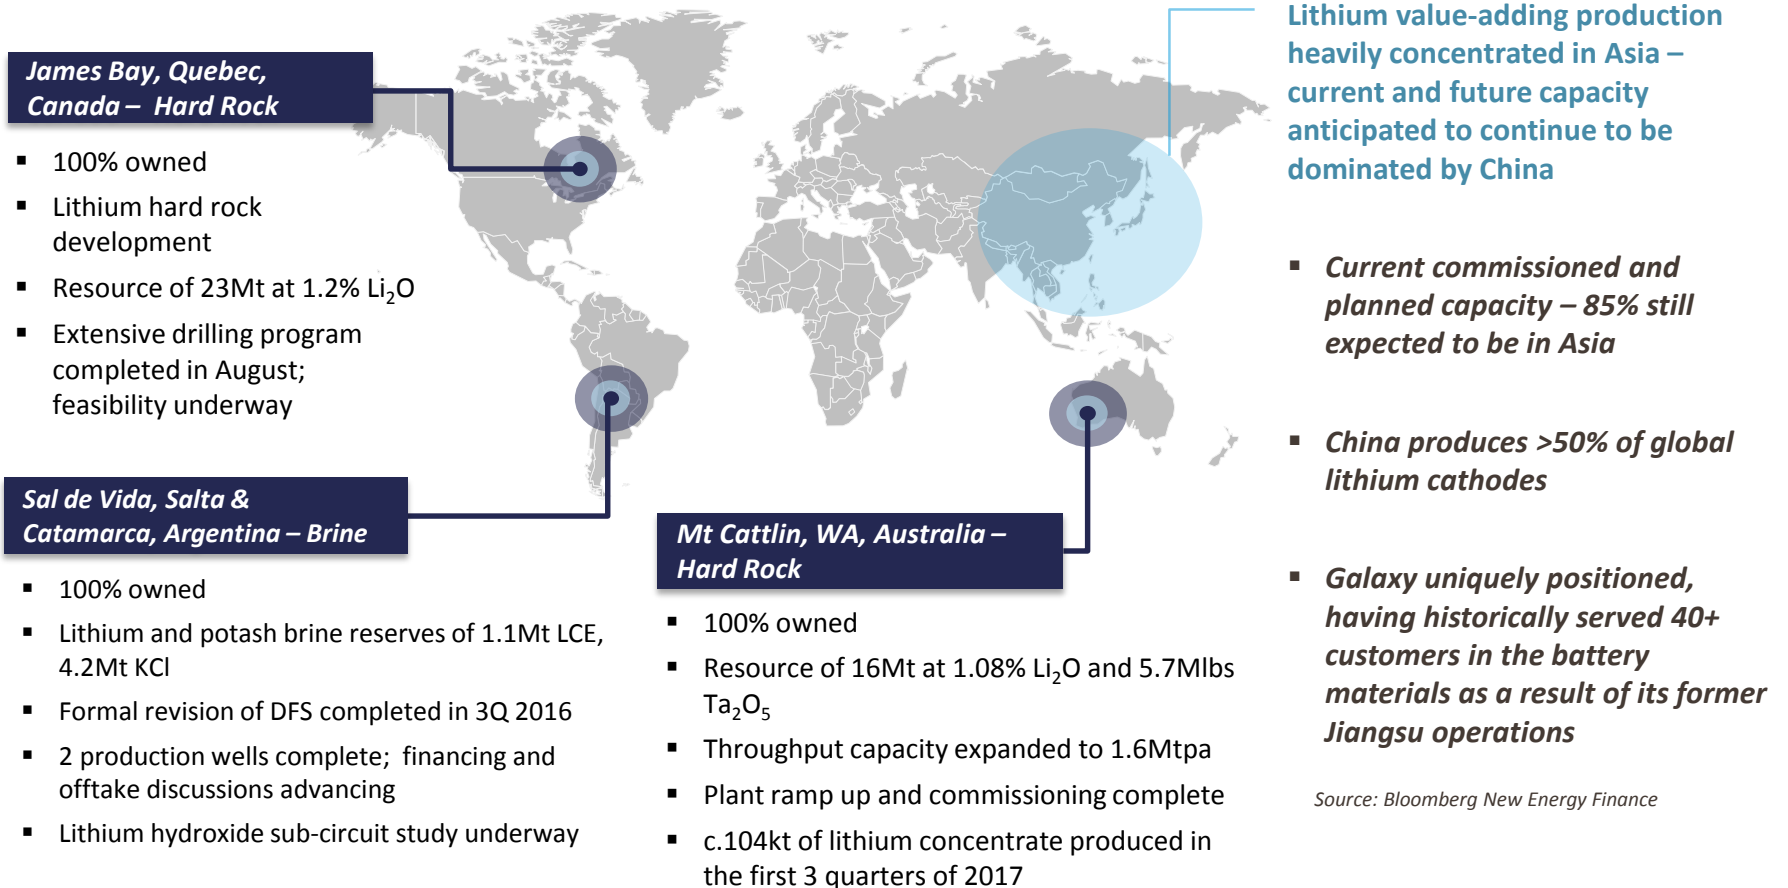 James Bay, Quebec,
Canada – Hard Rock
▪ 100% owned
▪ Lithium hard rock
development
▪ Resource of 23Mt at 1.2% Li₂O
▪ Extensive drilling program
completed in August;
feasibility underway
Sal de Vida, Salta &
Catamarca, Argentina – Brine
▪ 100% owned
▪ Lithium and potash brine reserves of 1.1Mt LCE,
4.2Mt KCl
▪ Formal revision of DFS completed in 3Q 2016
▪ 2 production wells complete; financing and
offtake discussions advancing
▪ Lithium hydroxide sub-circuit study underway
Mt Cattlin, WA, Australia –
Hard Rock
▪ 100% owned
▪ Resource of 16Mt at 1.08% Li₂O and 5.7Mlbs
Ta₂O₅
▪ Throughput capacity expanded to 1.6Mtpa
▪ Plant ramp up and commissioning complete
▪ c.104kt of lithium concentrate produced in
the first 3 quarters of 2017
Lithium value-adding production
heavily concentrated in Asia –
current and future capacity
anticipated to continue to be
dominated by China
▪ Current commissioned and
planned capacity – 85% still
expected to be in Asia
▪ China produces >50% of global
lithium cathodes
▪ Galaxy uniquely positioned,
having historically served 40+
customers in the battery
materials as a result of its former
Jiangsu operations
Source: Bloomberg New Energy Finance